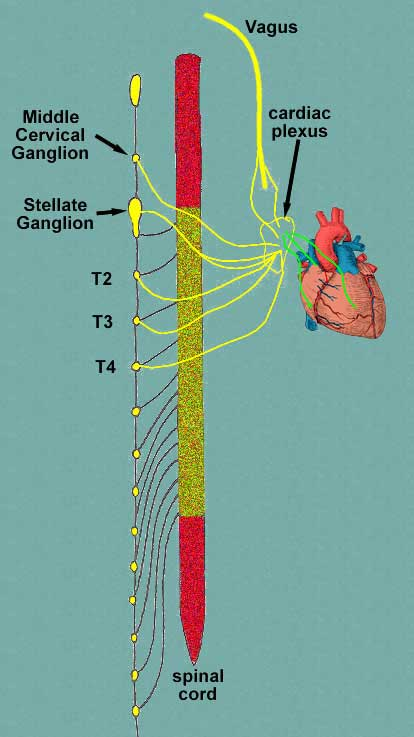 Vagus
Middle
Cervical
Ganglion
cardiac
plexus
Stellate
Ganglion
T2
T3
T4
spinal
cord